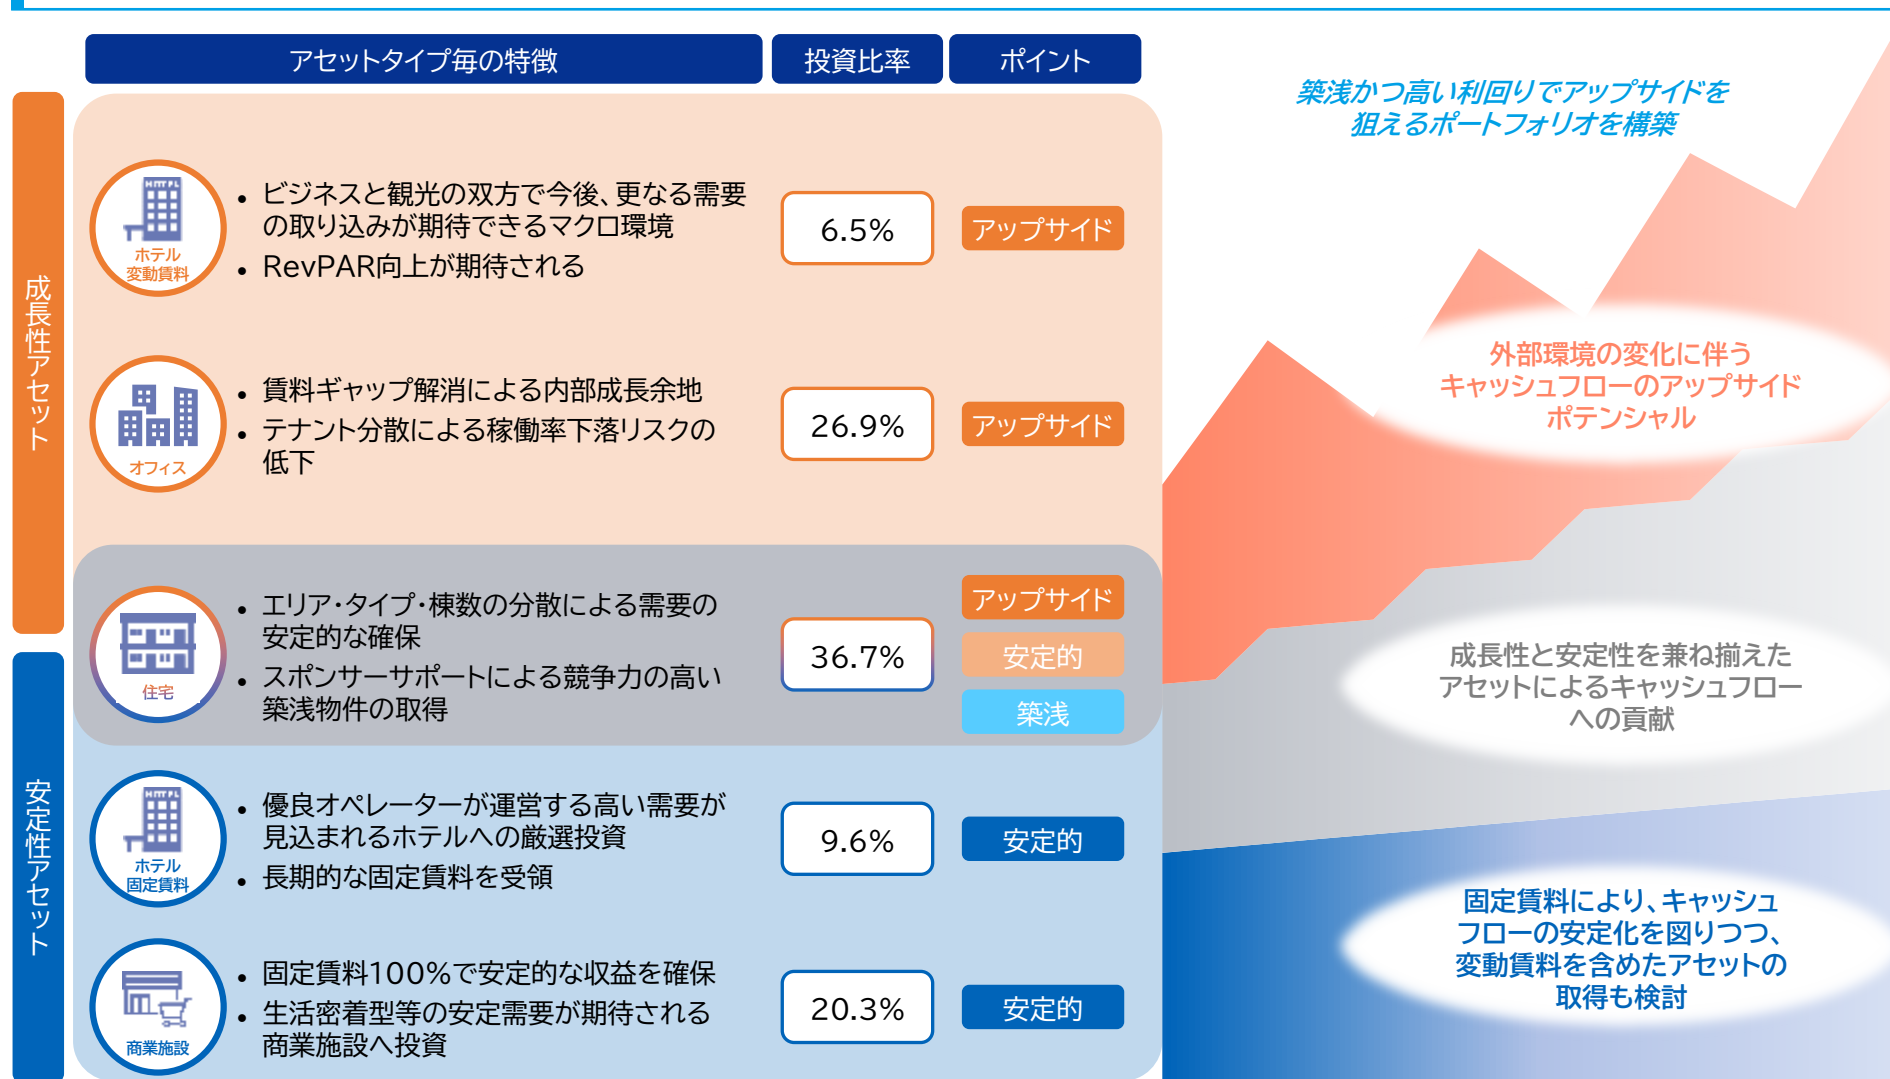 アセットタイプ毎の特徴
投資比率
ポイント
築浅かつ高い利回りでアップサイドを
狙えるポートフォリオを構築
成長性アセット
HOTEL
ホテル
変動賃料
• ビジネスと観光の双方で今後、更なる需要
の取り込みが期待できるマクロ環境
• RevPAR向上が期待される
6.5%
アップサイド
オフィス
• 賃料ギャップ解消による内部成長余地
• テナント分散による稼働率下落リスクの
低下
26.9%
アップサイド
外部環境の変化に伴う
キャッシュフローのアップサイド
ポテンシャル
住宅
• エリア・タイプ・棟数の分散による需要の
安定的な確保
• スポンサーサポートによる競争力の高い
築浅物件の取得
36.7%
アップサイド
安定的
築浅
成長性と安定性を兼ね揃えた
アセットによるキャッシュフロー
への貢献
安定性アセット
HOTEL
ホテル
固定賃料
• 優良オペレーターが運営する高い需要が
見込まれるホテルへの厳選投資
• 長期的な固定賃料を受領
9.6%
安定的
商業施設
• 固定賃料100%で安定的な収益を確保
• 生活密着型等の安定需要が期待される
商業施設へ投資
20.3%
安定的
固定賃料により、キャッシュ
フローの安定化を図りつつ、
変動賃料を含めたアセットの
取得も検討